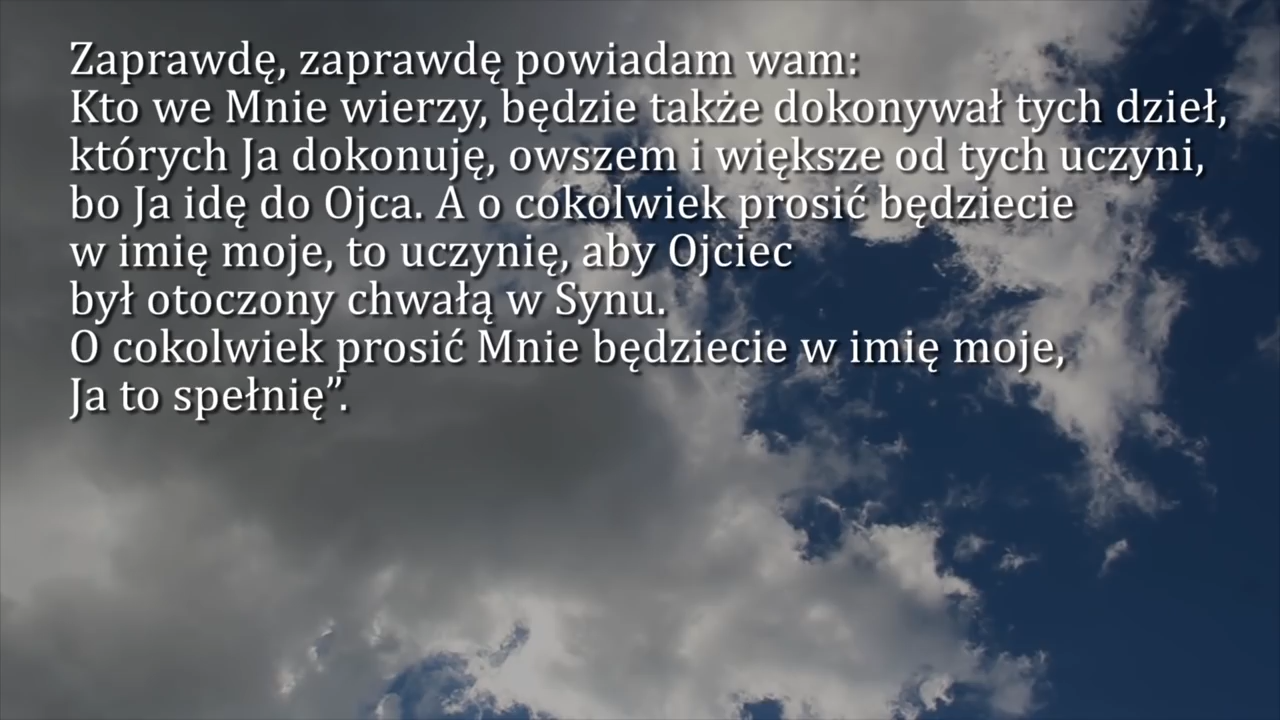 Zaprawdę, zaprawdę powiadam wam:
Kto we Mnie wierzy, będzie także dokonywał tych dzieł,
których Ja dokonuję, owszem i większe od tych uczyni,
bo Ja idę do Ojca. A o cokolwiek prosić będziecie
w imię moje, to uczynię, aby Ojciec
był otoczony chwałą w Synu.
O cokolwiek prosić Mnie będziecie w imię moje,
Ja to spełnię”.